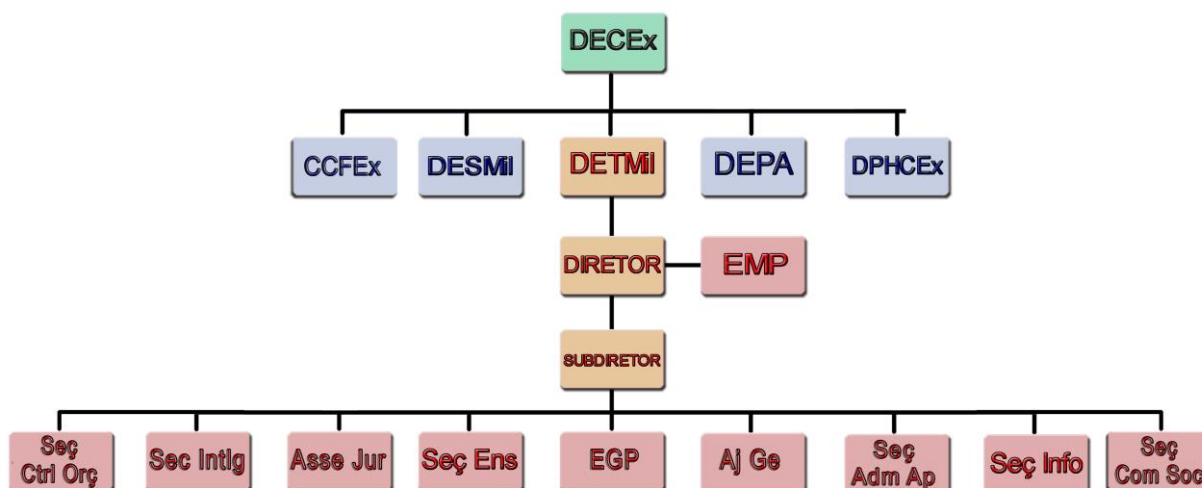 DECEx
CCFEx
DESMil
DETMil
DEPA
DPHCEx
DIRETOR
EMP
SUBDIRETOR
Seç
Ctrl Orç
Sec Intlg
Asse Jur
Seç Ens
EGP
Aj Ge
Seç
Adm Ap
Seç Info
Seç
Com Soc